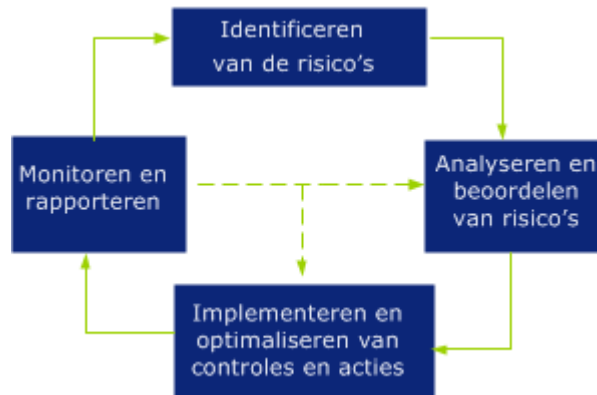 Identificeren
van de risico's
Monitoren en
rapporteren
Analyseren en
beoordelen
van risico's
Implementeren en
optimaliseren van
controles en acties